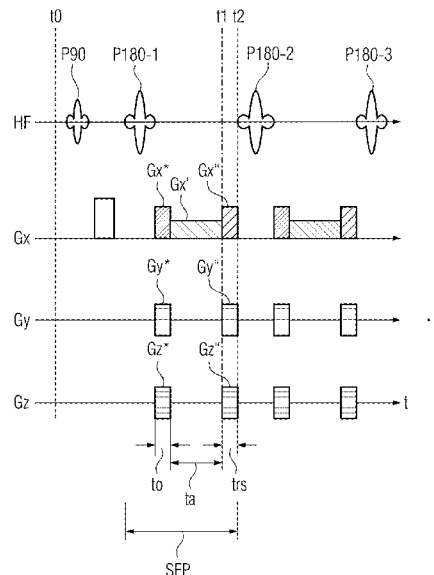 t0 t1 t2
P90 P180-1 P180-2 P180-3
HF
Gx* Gx' Gx"
Gx
Gy* Gy"
Gy
Gz* Gz"
Gz t
to ta trs
SEP